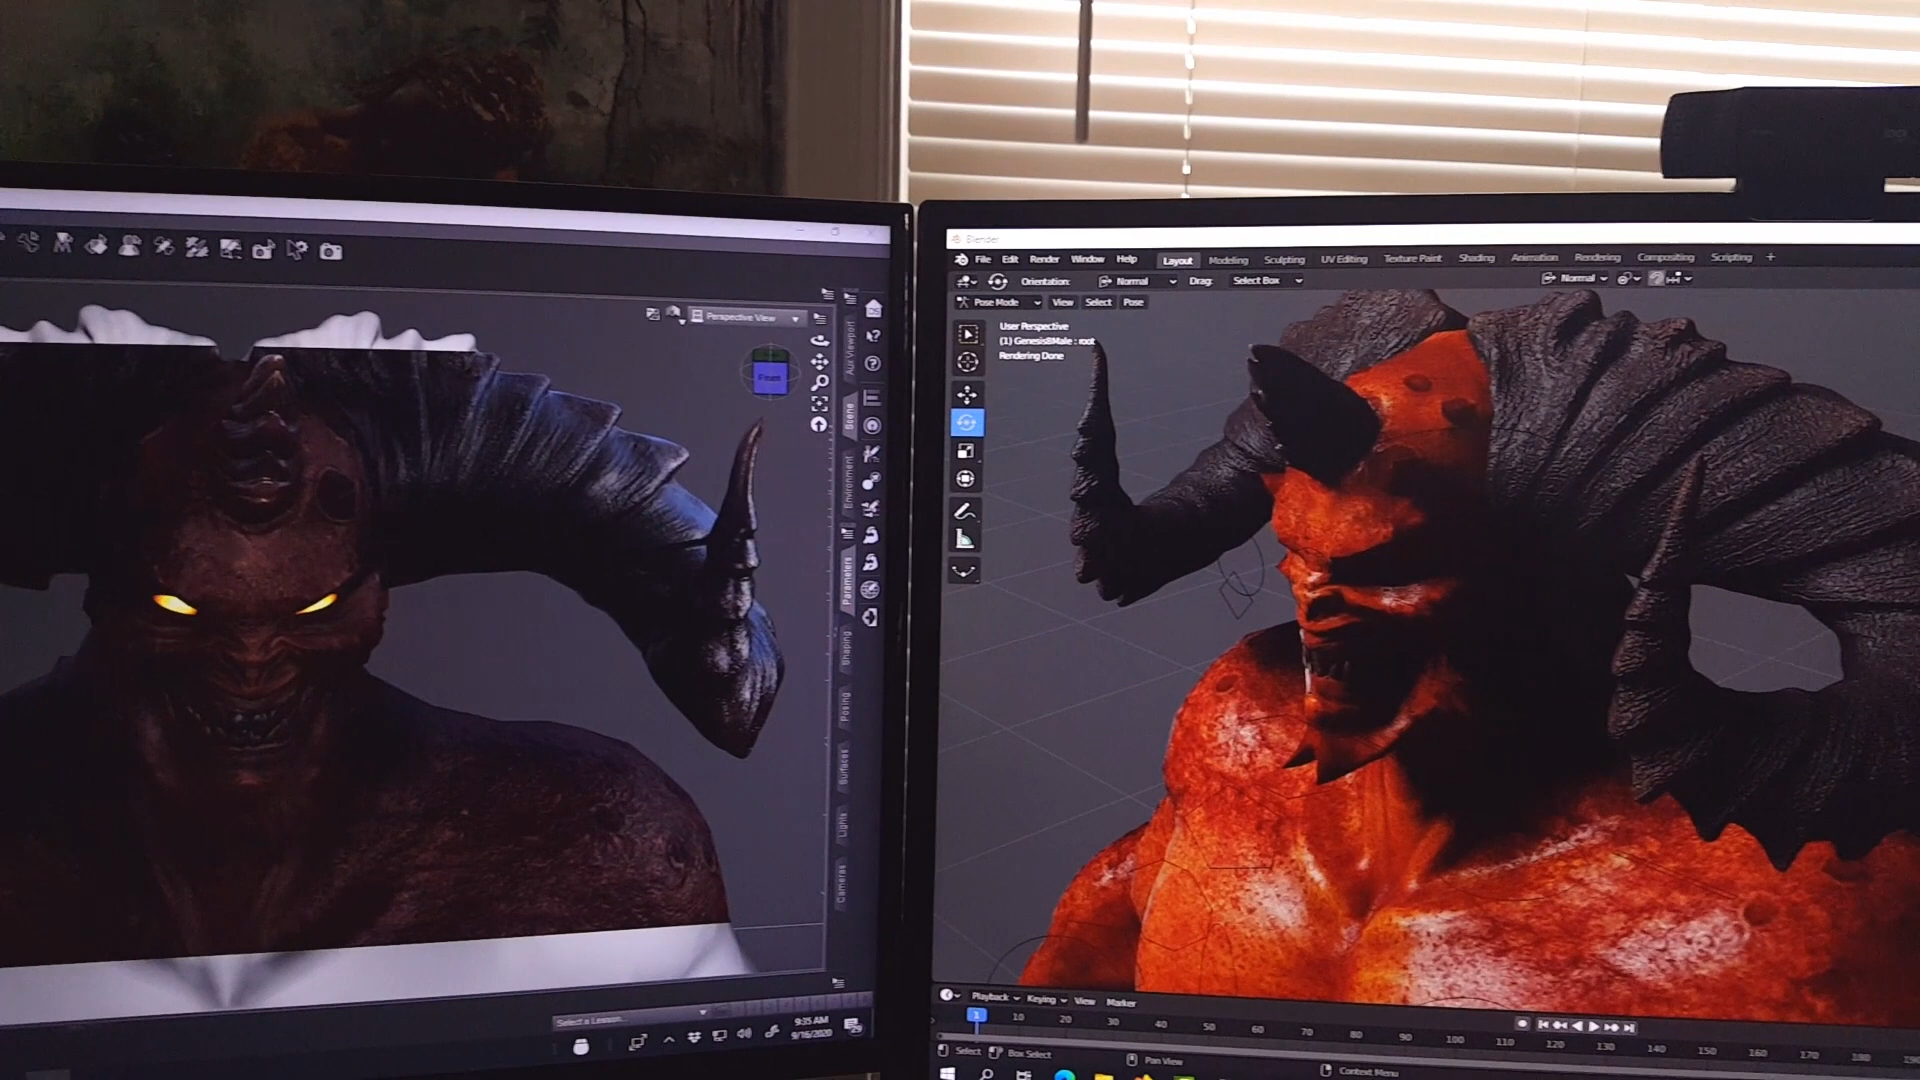 Perspective View
Front
Aux Viewport
Scene
Environment
Parameters
Shaping
Posing
Surfaces
Lights
Cameras
Select a Lesson...
9:35 AM
9/16/2020
29
Blender
File Edit Render Window Help Layout Modeling Sculpting UV Editing Texture Paint Shading Animation Rendering Compositing Scripting +
Orientation: Normal Drag: Select Box Normal
Pose Mode View Select Pose
User Perspective
(1) Genesis8Male : root
Rendering Done
Playback Keying View Marker
1 10 20 30 40 50 60 70 80 90 100 110 120 130 140 150 160 170 180 190
Select Box Select Pan View Context Menu